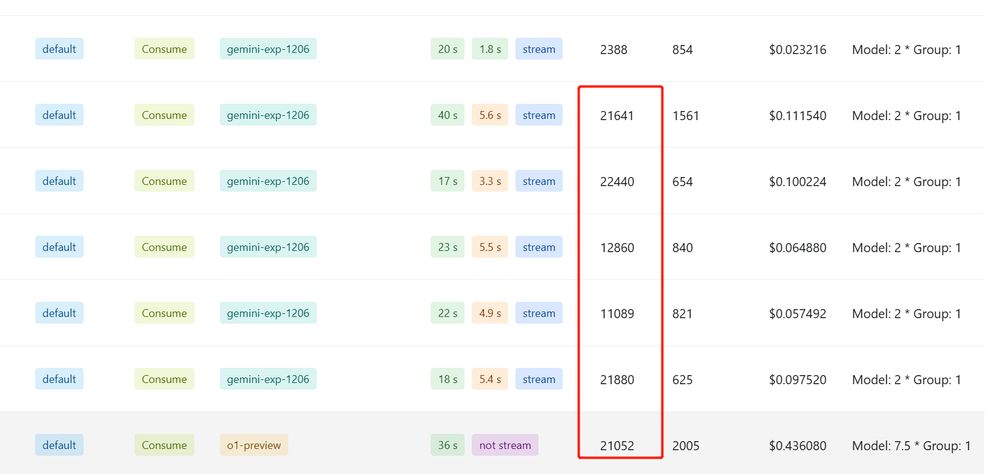 default Consume gemini-exp-1206 20 s 1.8 s stream 2388 854 $0.023216 Model: 2 * Group: 1
default Consume gemini-exp-1206 40 s 5.6 s stream 21641 1561 $0.111540 Model: 2 * Group: 1
default Consume gemini-exp-1206 17 s 3.3 s stream 22440 654 $0.100224 Model: 2 * Group: 1
default Consume gemini-exp-1206 23 s 5.5 s stream 12860 840 $0.064880 Model: 2 * Group: 1
default Consume gemini-exp-1206 22 s 4.9 s stream 11089 821 $0.057492 Model: 2 * Group: 1
default Consume gemini-exp-1206 18 s 5.4 s stream 21880 625 $0.097520 Model: 2 * Group: 1
default Consume o1-preview 36 s not stream 21052 2005 $0.436080 Model: 7.5 * Group: 1